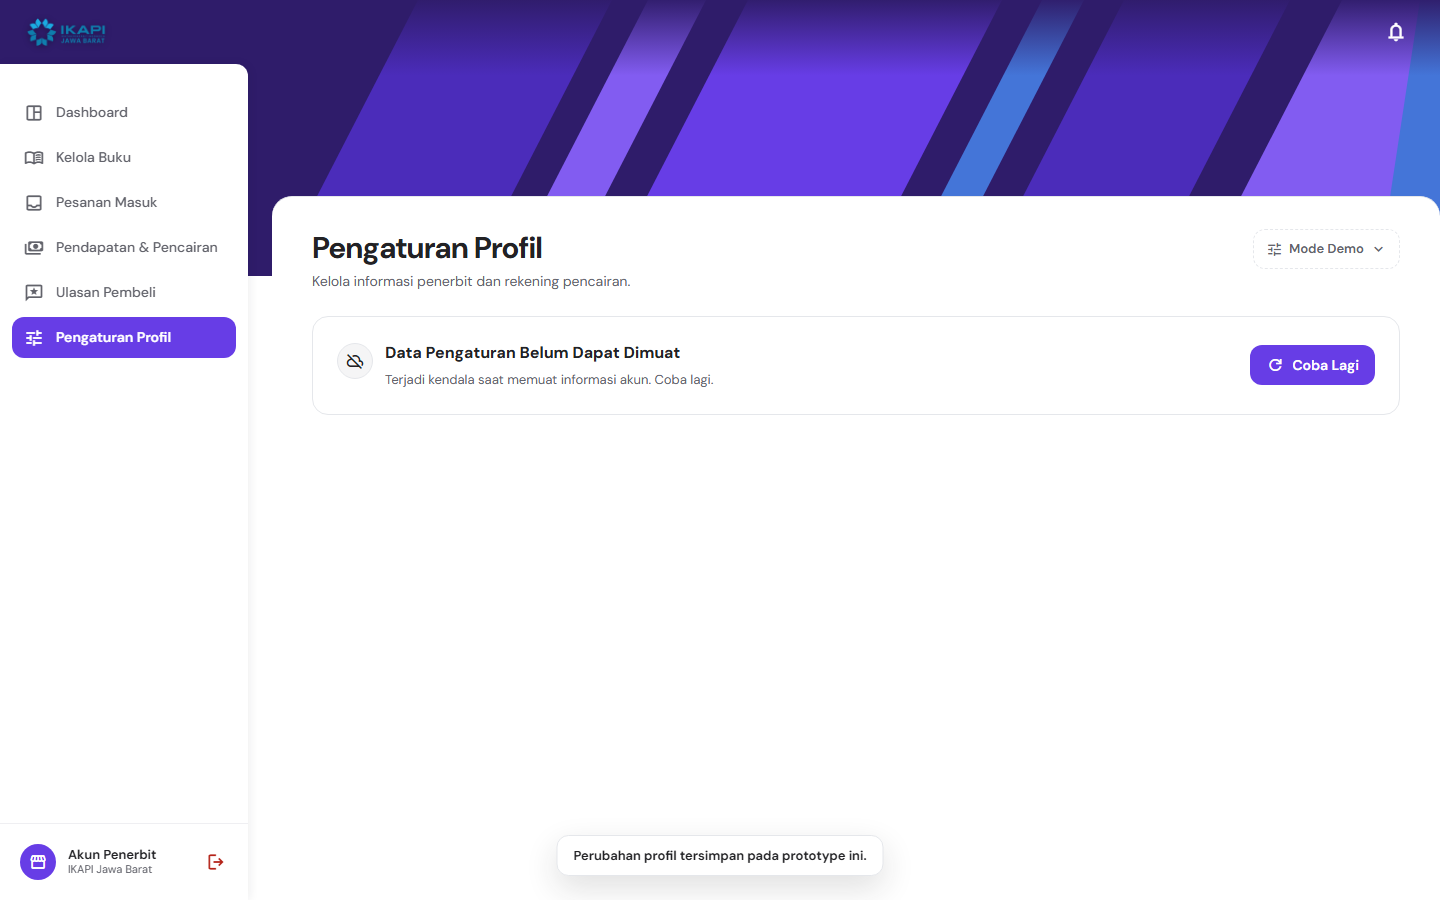 IKAPI
JAWA BARAT
Dashboard
Kelola Buku
Pesanan Masuk
Pendapatan & Pencairan
Ulasan Pembeli
Pengaturan Profil
Akun Penerbit
IKAPI Jawa Barat
Pengaturan Profil
Kelola informasi penerbit dan rekening pencairan.
Mode Demo
Data Pengaturan Belum Dapat Dimuat
Terjadi kendala saat memuat informasi akun. Coba lagi.
Coba Lagi
Perubahan profil tersimpan pada prototype ini.